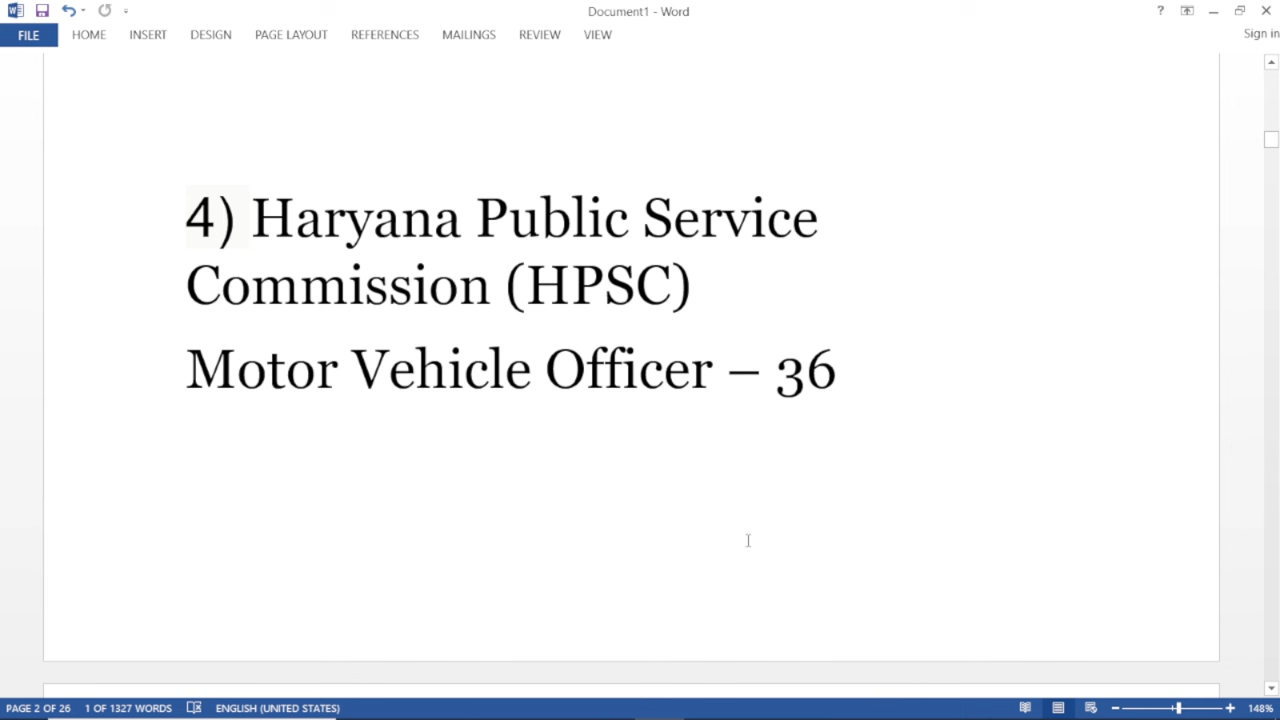 Document1 - Word
?
FILE HOME INSERT DESIGN PAGE LAYOUT REFERENCES MAILINGS REVIEW VIEW
Sign in
4) Haryana Public Service
Commission (HPSC)
Motor Vehicle Officer – 36
PAGE 2 OF 26 1 OF 1327 WORDS ENGLISH (UNITED STATES) 148%